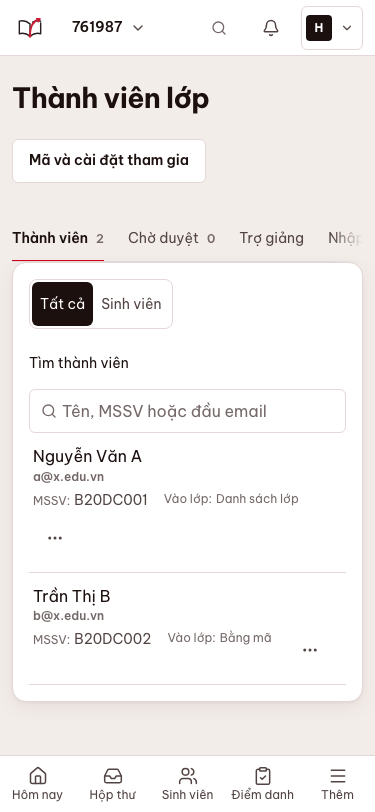 761987
H
Thành viên lớp
Mã và cài đặt tham gia
Thành viên 2 Chờ duyệt 0 Trợ giảng Nhập
Tất cả Sinh viên
Tìm thành viên
Tên, MSSV hoặc đầu email
Nguyễn Văn A
a@x.edu.vn
MSSV: B20DC001 Vào lớp: Danh sách lớp
Trần Thị B
b@x.edu.vn
MSSV: B20DC002 Vào lớp: Bằng mã
Hôm nay Hộp thư Sinh viên Điểm danh Thêm